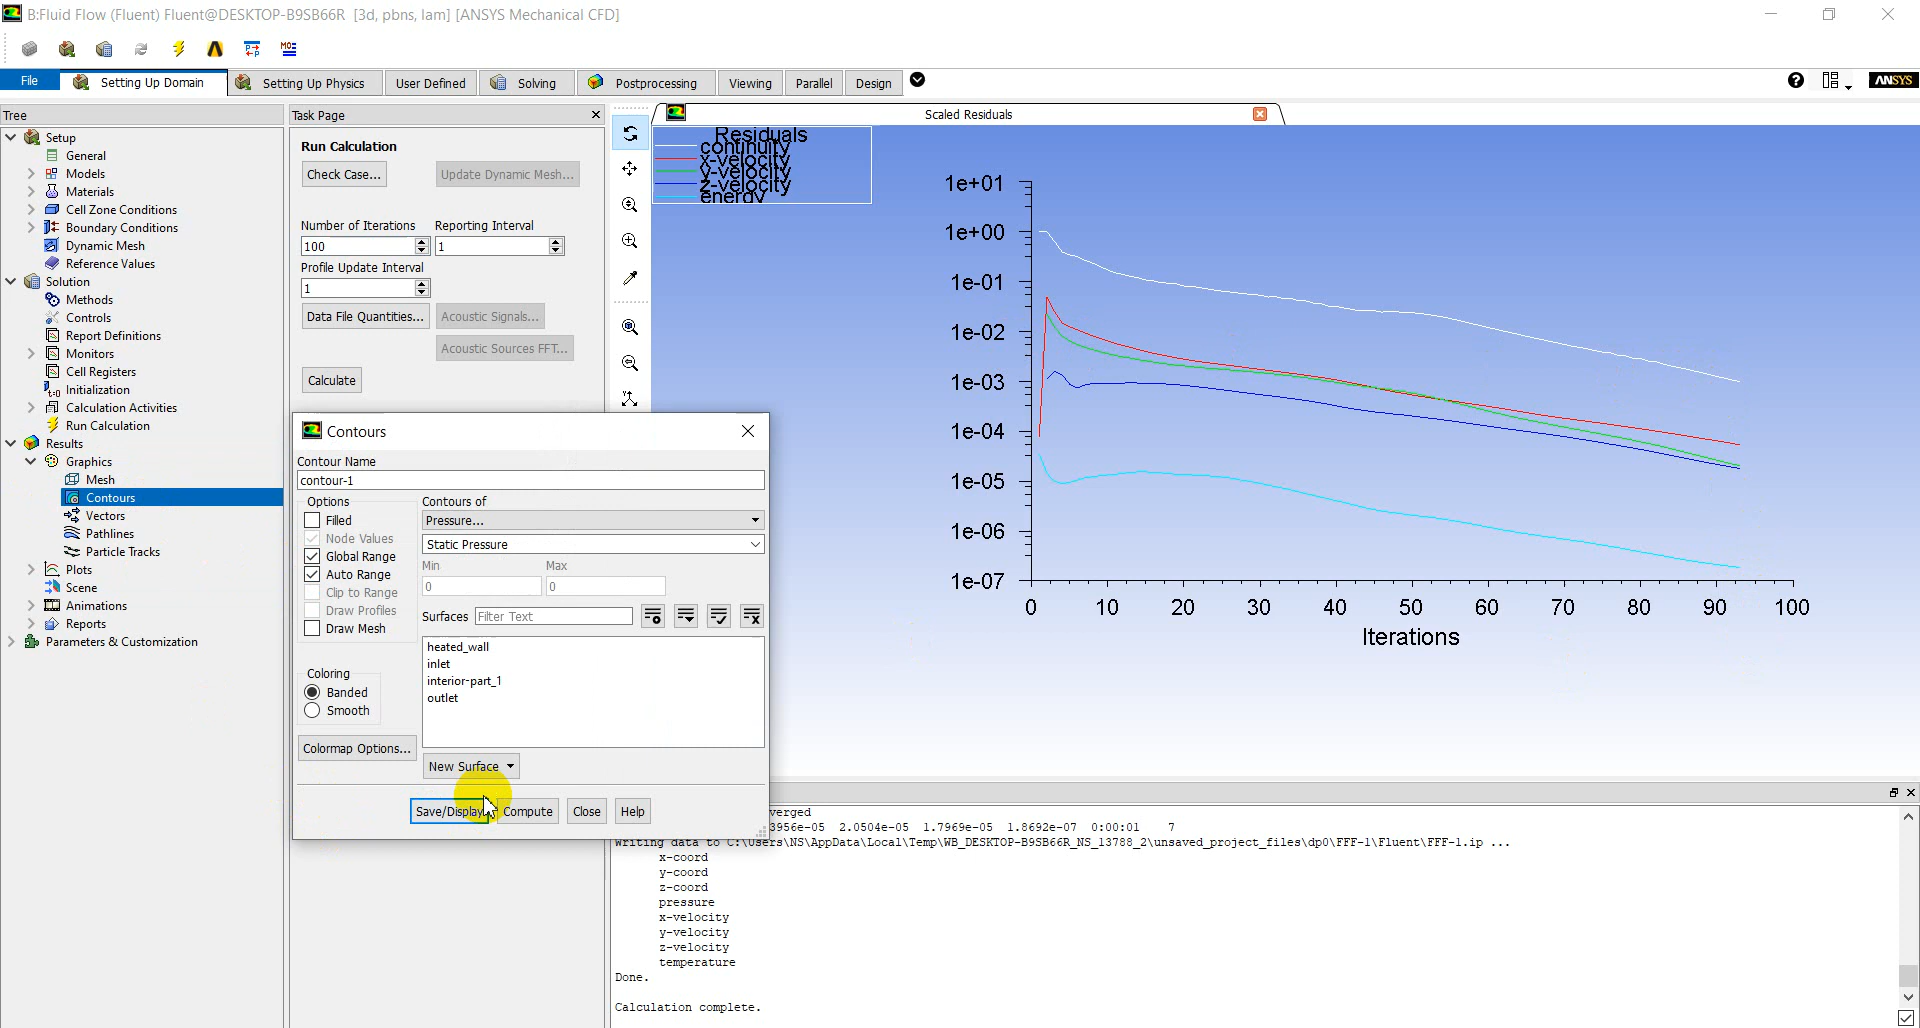 B:Fluid Flow (Fluent) Fluent@DESKTOP-B9SB66R [3d, pbns, lam] [ANSYS Mechanical CFD]
File
Setting Up Domain
Setting Up Physics
User Defined
Solving
Postprocessing
Viewing
Parallel
Design
ANSYS
Tree
Setup
General
Models
Materials
Cell Zone Conditions
Boundary Conditions
Dynamic Mesh
Reference Values
Solution
Methods
Controls
Report Definitions
Monitors
Cell Registers
Initialization
Calculation Activities
Run Calculation
Results
Graphics
Mesh
Contours
Vectors
Pathlines
Particle Tracks
Plots
Scene
Animations
Reports
Parameters & Customization
Task Page
Run Calculation
Check Case...
Update Dynamic Mesh...
Number of Iterations
Reporting Interval
100
1
Profile Update Interval
1
Data File Quantities...
Acoustic Signals...
Acoustic Sources FFT...
Calculate
Contours
Contour Name
contour-1
Options
Filled
Node Values
Global Range
Auto Range
Clip to Range
Draw Profiles
Draw Mesh
Coloring
Banded
Smooth
Colormap Options...
Contours of
Pressure...
Static Pressure
Min
Max
0
0
Surfaces
Filter Text
heated_wall
inlet
interior-part_1
outlet
New Surface
Save/Display
Compute
Close
Help
Scaled Residuals
Residuals
continuity
x-velocity
y-velocity
z-velocity
energy
1e+01
1e+00
1e-01
1e-02
1e-03
1e-04
1e-05
1e-06
1e-07
0 10 20 30 40 50 60 70 80 90 100
Iterations
verged
3956e-05 2.0504e-05 1.7969e-05 1.8692e-07 0:00:01 7
Writing data to C:\Users\NS\AppData\Local\Temp\WB_DESKTOP-B9SB66R_NS_13788_2\unsaved_project_files\dp0\FFF-1\Fluent\FFF-1.ip ...
x-coord
y-coord
z-coord
pressure
x-velocity
y-velocity
z-velocity
temperature
Done.
Calculation complete.